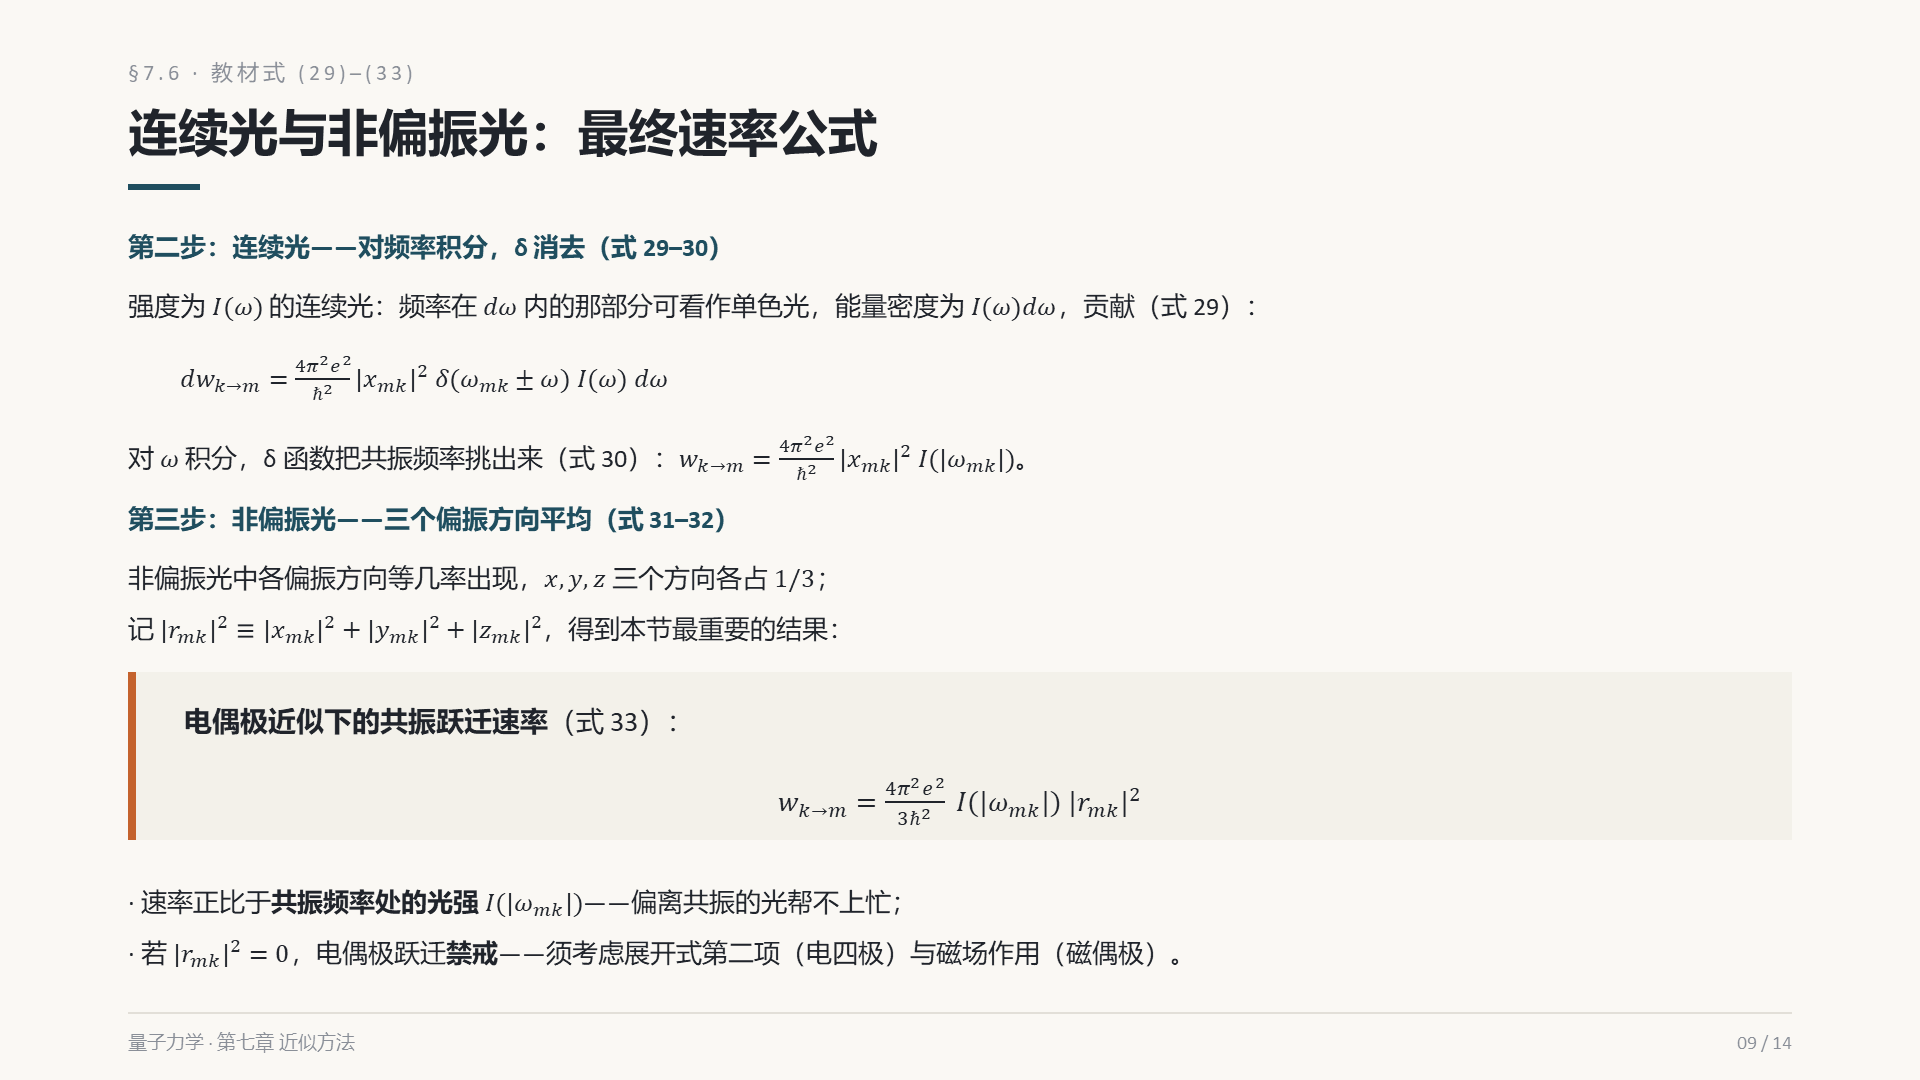 §7.6 · 教材式 (29)–(33)
连续光与非偏振光：最终速率公式
第二步：连续光——对频率积分，δ 消去（式 29–30）
强度为 I(ω) 的连续光：频率在 dω 内的那部分可看作单色光，能量密度为 I(ω)dω，贡献（式 29）：
dw_{k→m} = \frac{4π²e²}{ℏ²} |x_{mk}|² δ(ω_{mk} ± ω) I(ω) dω
对 ω 积分，δ 函数把共振频率挑出来（式 30）：w_{k→m} = \frac{4π²e²}{ℏ²} |x_{mk}|² I(|ω_{mk}|)。
第三步：非偏振光——三个偏振方向平均（式 31–32）
非偏振光中各偏振方向等几率出现，x, y, z 三个方向各占 1/3；
记 |r_{mk}|² ≡ |x_{mk}|² + |y_{mk}|² + |z_{mk}|²，得到本节最重要的结果：
电偶极近似下的共振跃迁速率（式 33）：
w_{k→m} = \frac{4π²e²}{3ℏ²} I(|ω_{mk}|) |r_{mk}|²
· 速率正比于共振频率处的光强 I(|ω_{mk}|)——偏离共振的光帮不上忙；
· 若 |r_{mk}|² = 0，电偶极跃迁禁戒——须考虑展开式第二项（电四极）与磁场作用（磁偶极）。
量子力学 · 第七章 近似方法
09 / 14